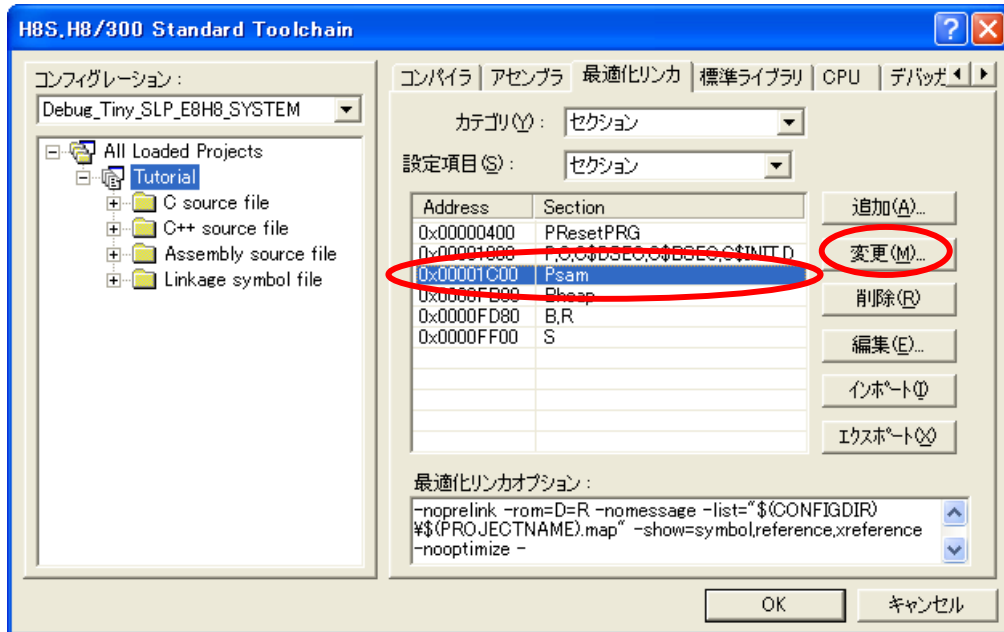 H8S,H8/300 Standard Toolchain
コンフィグレーション :
Debug_Tiny_SLP_E8H8_SYSTEM
All Loaded Projects
Tutorial
C source file
C++ source file
Assembly source file
Linkage symbol file
コンパイラ アセンブラ 最適化リンカ 標準ライブラリ CPU デバッガ
カテゴリ(Y) : セクション
設定項目(S) : セクション
Address Section
0x00000400 PResetPRG
0x00001000 P,C,C$DSEC,C$BSEC,C$INIT,D
0x00001C00 Psam
Bheap
0x0000FD80 B,R
0x0000FF00 S
追加(A)...
変更(M)...
削除(R)
編集(E)...
インポート(I)
エクスポート(X)
最適化リンカオプション :
-noprelink -rom=D=R -nomessage -list="$(CONFIGDIR)
¥$(PROJECTNAME).map" -show=symbol,reference,xreference
-nooptimize -
OK
キャンセル